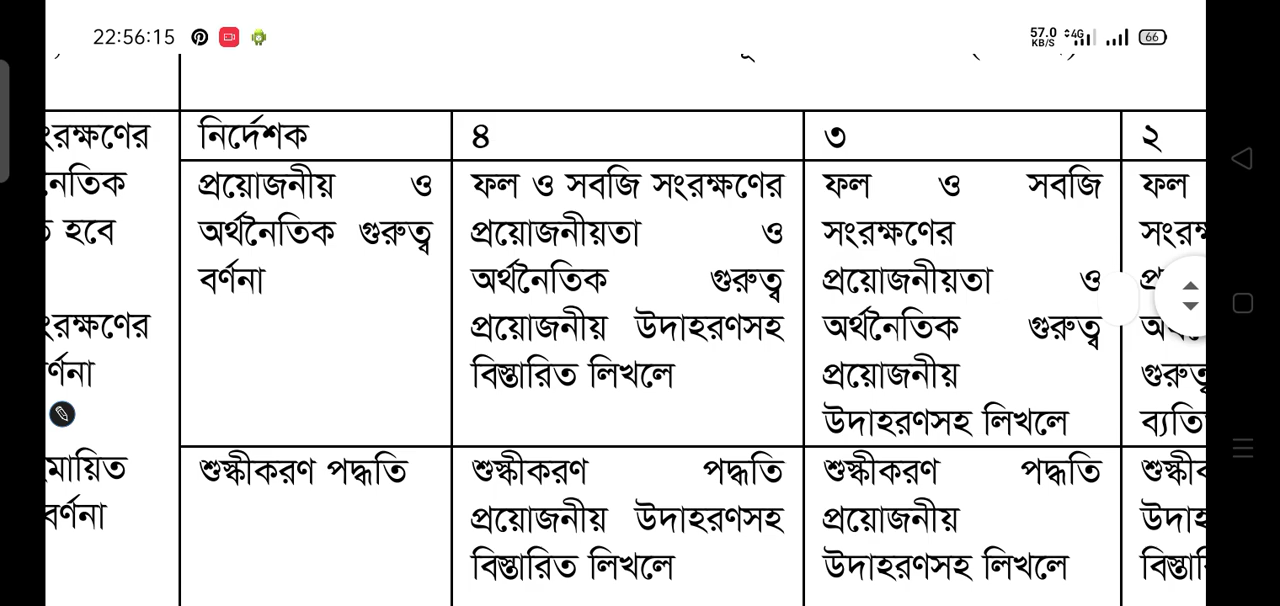 22:56:15
57.0 KB/S 4G 66
ংরক্ষণের
নৈতিক
হবে
ংরক্ষণের
র্ণনা
মায়িত
বর্ণনা
নির্দেশক
৪
৩
২
প্রয়োজনীয় ও
অর্থনৈতিক গুরুত্ব
বর্ণনা
ফল ও সবজি সংরক্ষণের
প্রয়োজনীয়তা ও
অর্থনৈতিক গুরুত্ব
প্রয়োজনীয় উদাহরণসহ
বিস্তারিত লিখলে
ফল ও সবজি
সংরক্ষণের
প্রয়োজনীয়তা ও
অর্থনৈতিক গুরুত্ব
প্রয়োজনীয়
উদাহরণসহ লিখলে
ফল
শুস্কীকরণ পদ্ধতি
শুস্কীকরণ পদ্ধতি
প্রয়োজনীয় উদাহরণসহ
বিস্তারিত লিখলে
শুস্কীকরণ পদ্ধতি
প্রয়োজনীয়
উদাহরণসহ লিখলে